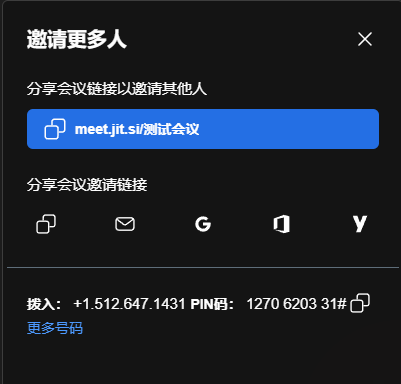 邀请更多人
分享会议链接以邀请其他人
meet.jit.si/测试会议
分享会议邀请链接
拨入： +1.512.647.1431 PIN码： 1270 6203 31#
更多号码